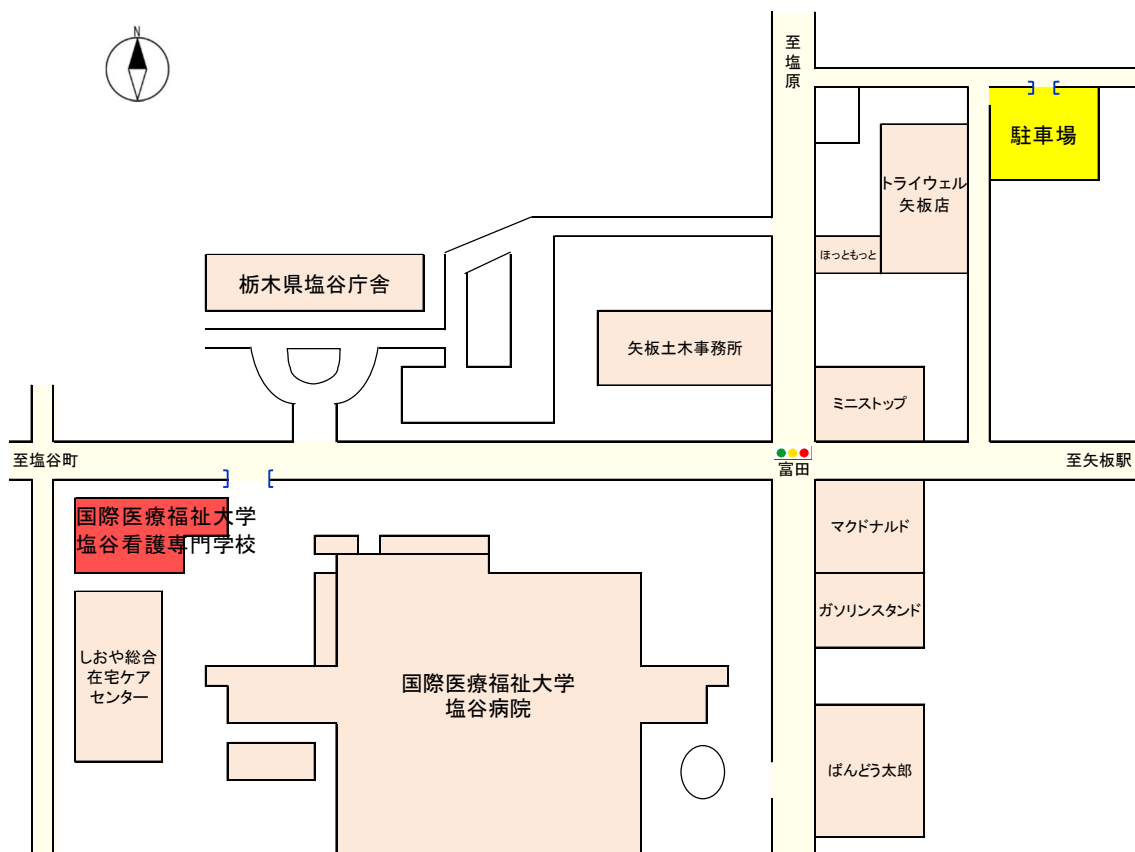 N
至
塩
原
駐車場
トライウェル
矢板店
ほっともっと
栃木県塩谷庁舎
矢板土木事務所
ミニストップ
至塩谷町
富田
至矢板駅
国際医療福祉大学
塩谷看護専門学校
マクドナルド
ガソリンスタンド
しおや総合
在宅ケア
センター
国際医療福祉大学
塩谷病院
ばんどう太郎